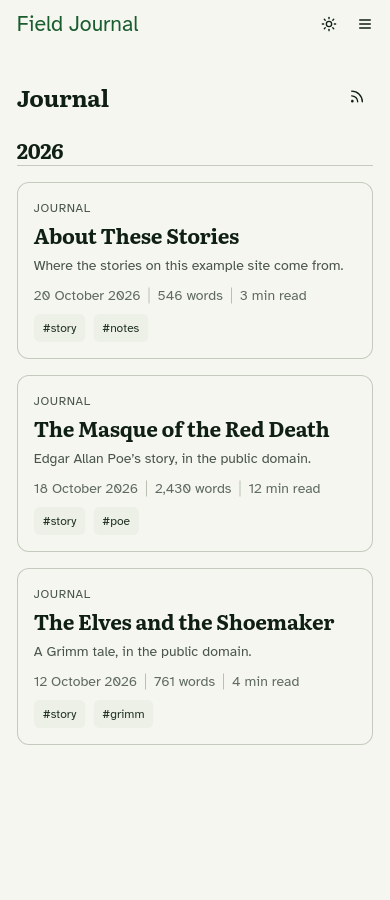 Field Journal
Journal
2026
JOURNAL
About These Stories
Where the stories on this example site come from.
20 October 2026 | 546 words | 3 min read
#story #notes
JOURNAL
The Masque of the Red Death
Edgar Allan Poe’s story, in the public domain.
18 October 2026 | 2,430 words | 12 min read
#story #poe
JOURNAL
The Elves and the Shoemaker
A Grimm tale, in the public domain.
12 October 2026 | 761 words | 4 min read
#story #grimm